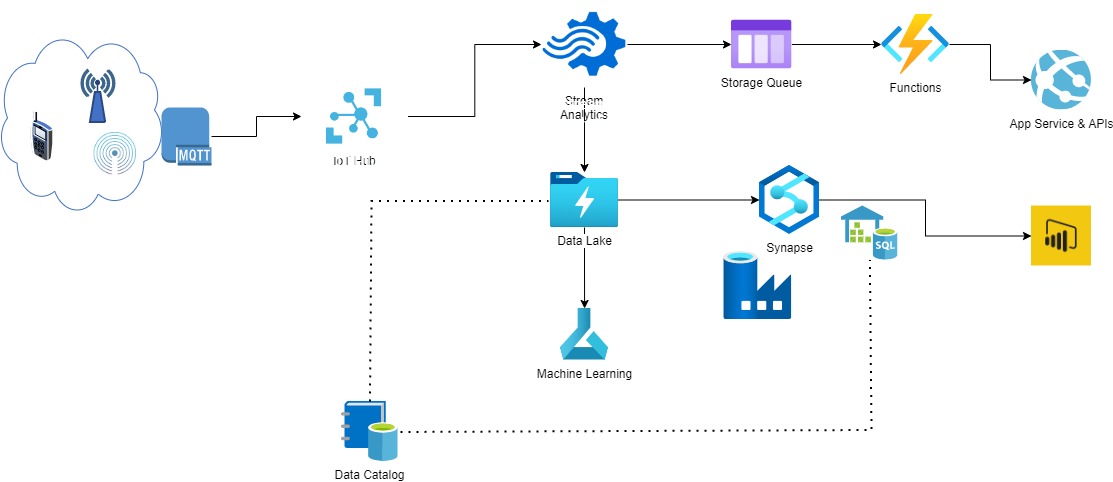 Stream
Analytics
Storage Queue
Functions
App Service & APIs
MQTT
IoT Hub
Data Lake
Synapse
SQL
Machine Learning
Data Catalog